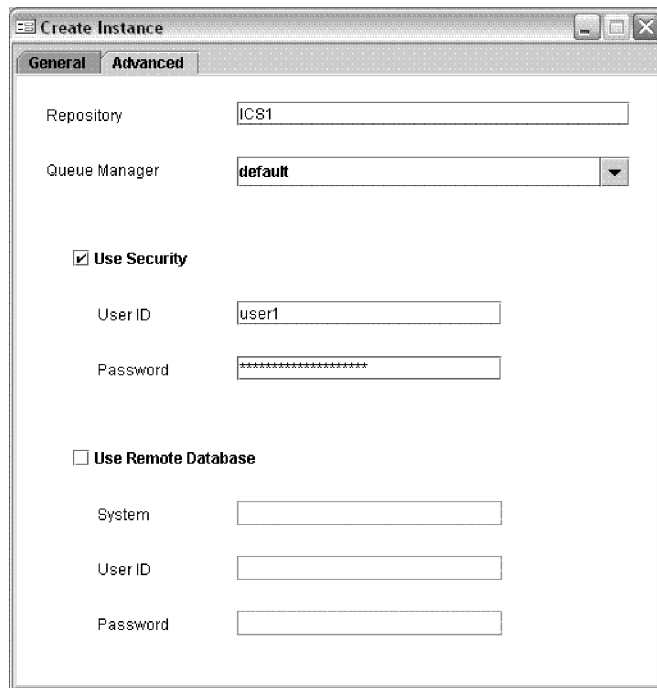 Create Instance
General Advanced
Repository ICS1
Queue Manager default
Use Security
User ID user1
Password ********************
Use Remote Database
System
User ID
Password